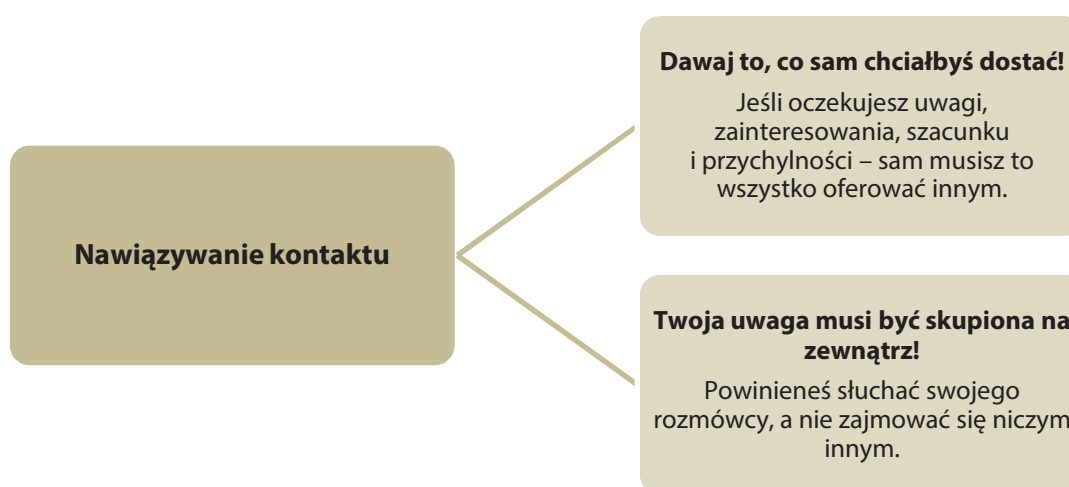 Nawiązywanie kontaktu
Dawaj to, co sam chciałbyś dostać!
Jeśli oczekujesz uwagi,
zainteresowania, szacunku
i przychylności – sam musisz to
wszystko oferować innym.
Twoja uwaga musi być skupiona na
zewnątrz!
Powinieneś słuchać swojego
rozmówcy, a nie zajmować się niczym
innym.